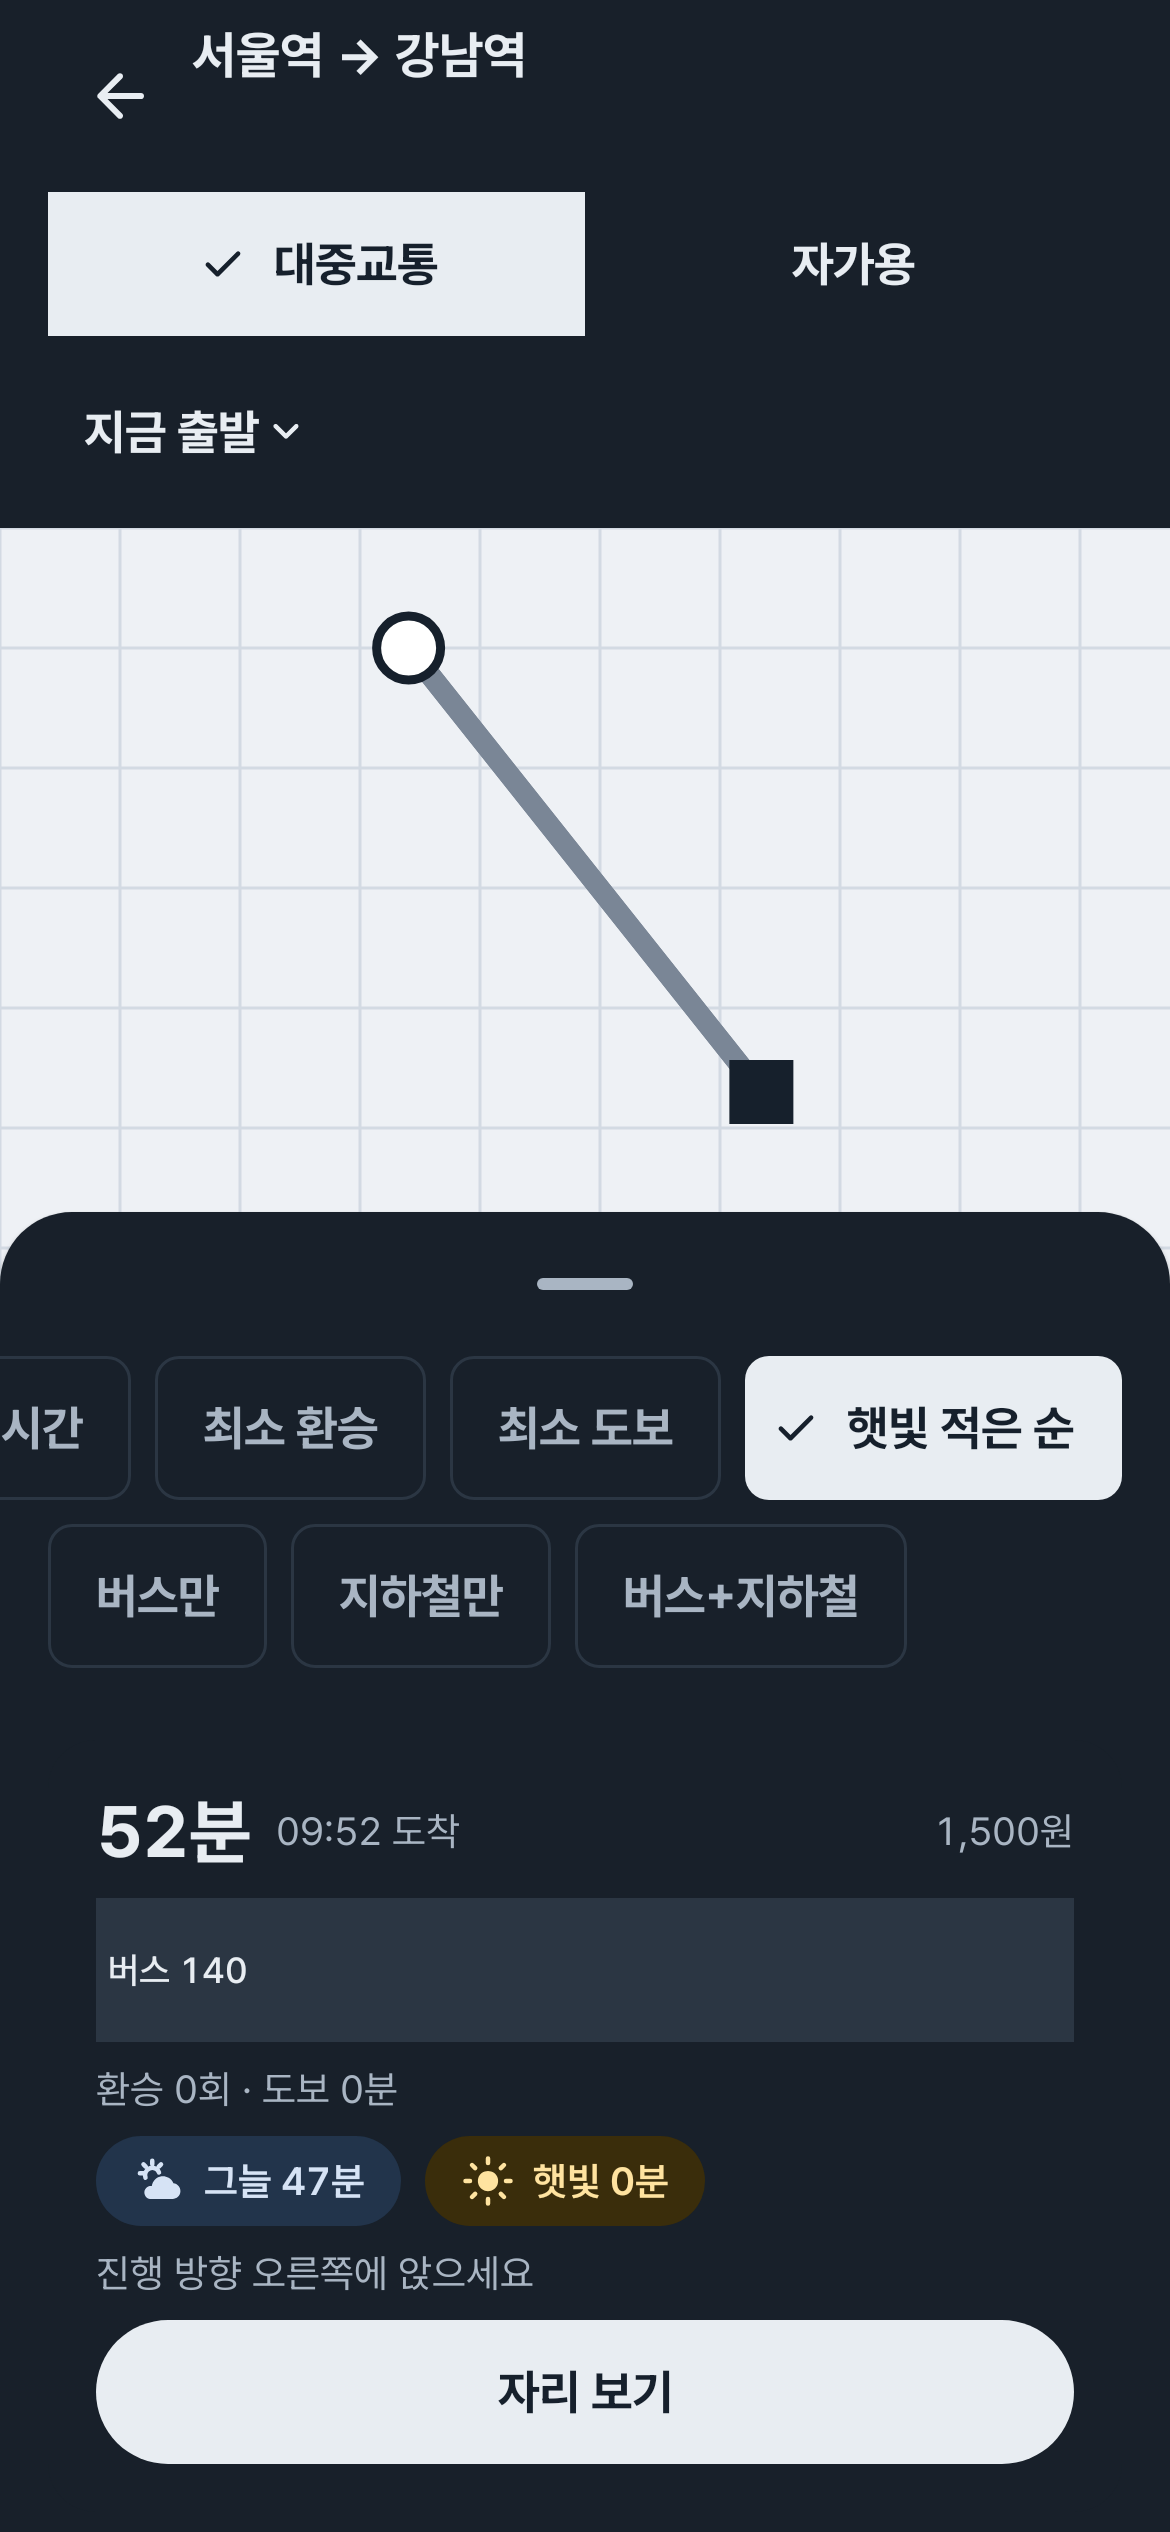 서울역 → 강남역
대중교통
자가용
지금 출발
시간
최소 환승
최소 도보
햇빛 적은 순
버스만
지하철만
버스+지하철
52분 09:52 도착 1,500원
버스 140
환승 0회 · 도보 0분
그늘 47분
햇빛 0분
진행 방향 오른쪽에 앉으세요
자리 보기